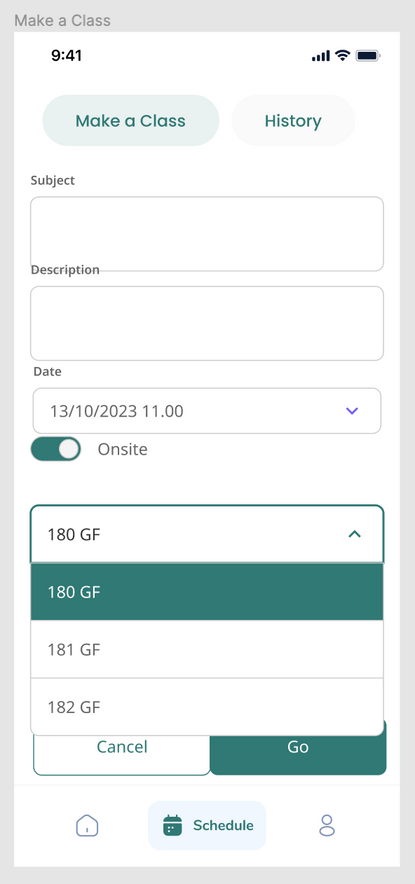 Make a Class
9:41
Make a Class
History
Subject
Description
Date
13/10/2023 11.00
Onsite
180 GF
180 GF
181 GF
182 GF
Cancel
Go
Schedule